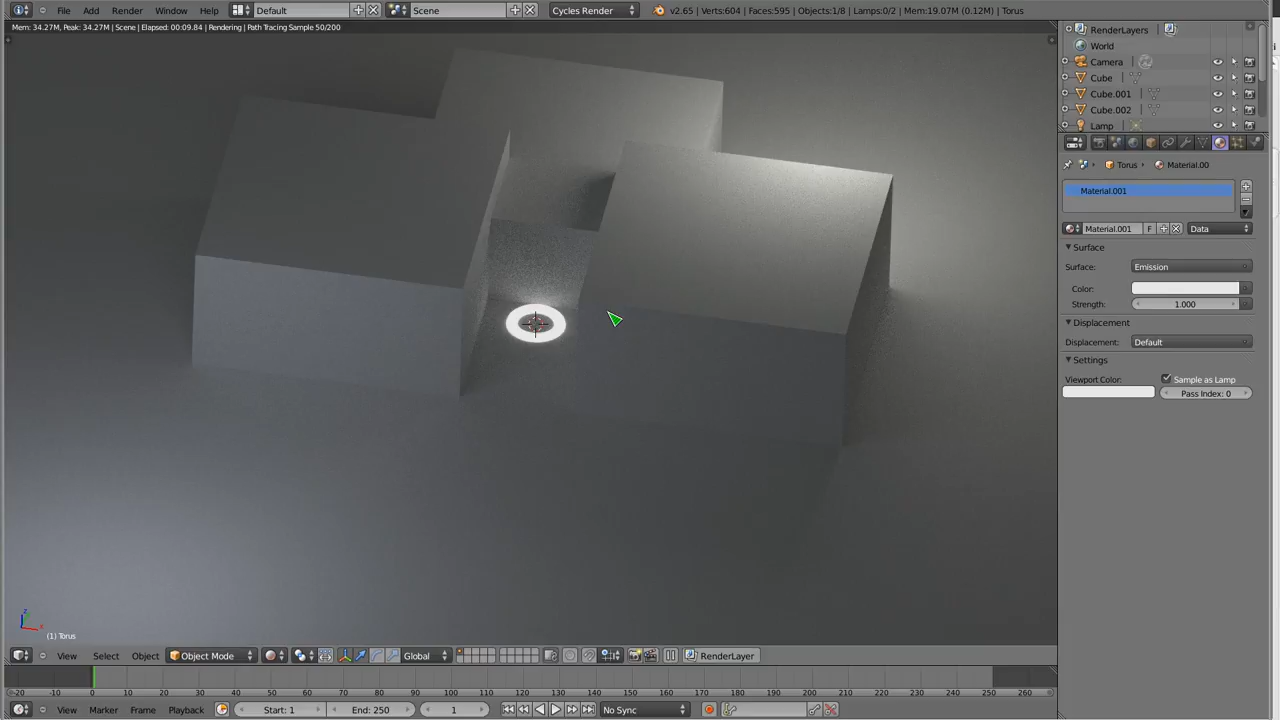 File Add Render Window Help Default Scene Cycles Render v2.65 | Verts:604 | Faces:595 | Objects:1/8 | Lamps:0/2 | Mem:19.07M (0.12M) | Torus
Mem: 34.27M, Peak: 34.27M | Scene | Elapsed: 00:09.84 | Rendering | Path Tracing Sample 50/200
RenderLayers
World
Camera
Cube
Cube.001
Cube.002
Lamp
Torus Material.00
Material.001
Material.001 F Data
Surface
Surface: Emission
Color:
Strength: 1.000
Displacement
Displacement: Default
Settings
Viewport Color: Sample as Lamp
Pass Index: 0
z
x
(1) Torus
View Select Object Object Mode Global RenderLayer
-20 -10 0 10 20 30 40 50 60 70 80 90 100 110 120 130 140 150 160 170 180 190 200 210 220 230 240 250 260
View Marker Frame Playback Start: 1 End: 250 1 No Sync